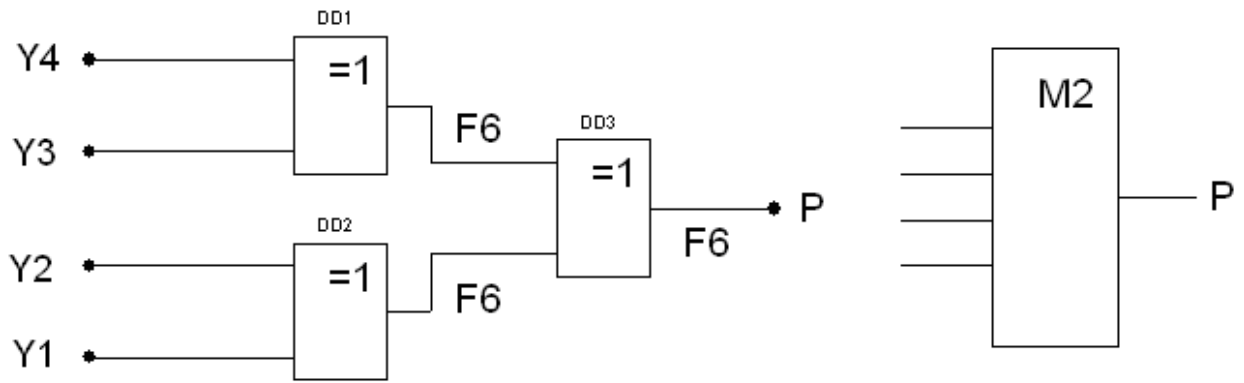 DD1
Y4
=1
M2
F6
DD3
Y3
=1
P
P
DD2
F6
Y2
=1
F6
Y1